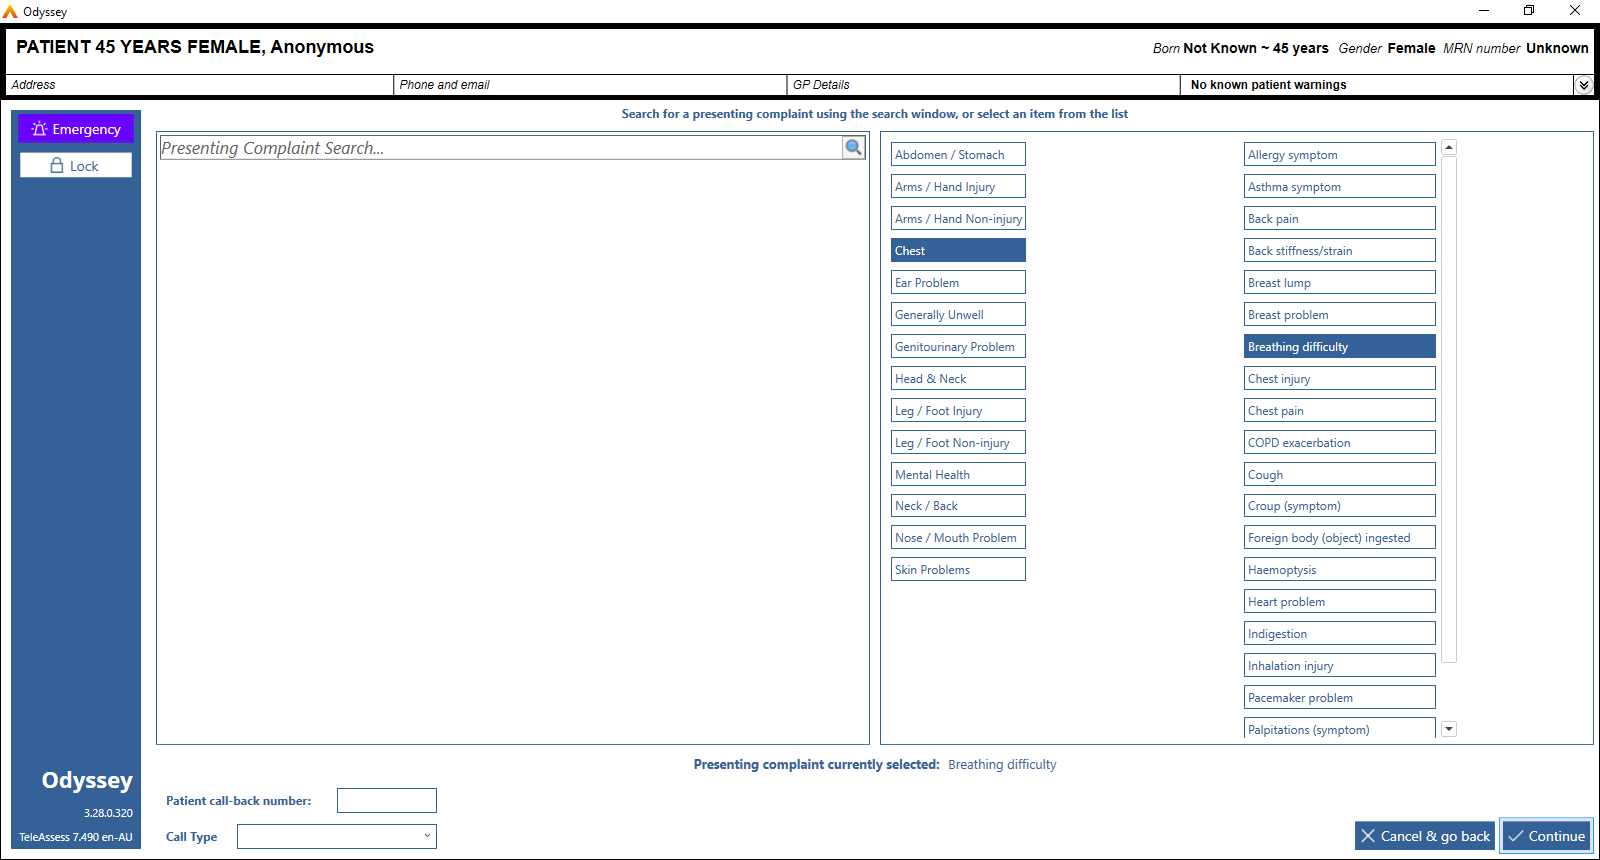 Odyssey
PATIENT 45 YEARS FEMALE, Anonymous
Born Not Known ~ 45 years Gender Female MRN number Unknown
Address
Phone and email
GP Details
No known patient warnings
Emergency
Lock
Search for a presenting complaint using the search window, or select an item from the list
Presenting Complaint Search...
Abdomen / Stomach
Arms / Hand Injury
Arms / Hand Non-injury
Chest
Ear Problem
Generally Unwell
Genitourinary Problem
Head & Neck
Leg / Foot Injury
Leg / Foot Non-injury
Mental Health
Neck / Back
Nose / Mouth Problem
Skin Problems
Allergy symptom
Asthma symptom
Back pain
Back stiffness/strain
Breast lump
Breast problem
Breathing difficulty
Chest injury
Chest pain
COPD exacerbation
Cough
Croup (symptom)
Foreign body (object) ingested
Haemoptysis
Heart problem
Indigestion
Inhalation injury
Pacemaker problem
Palpitations (symptom)
Presenting complaint currently selected: Breathing difficulty
Odyssey
3.28.0.320
TeleAssess 7.490 en-AU
Patient call-back number:
Call Type
Cancel & go back
Continue